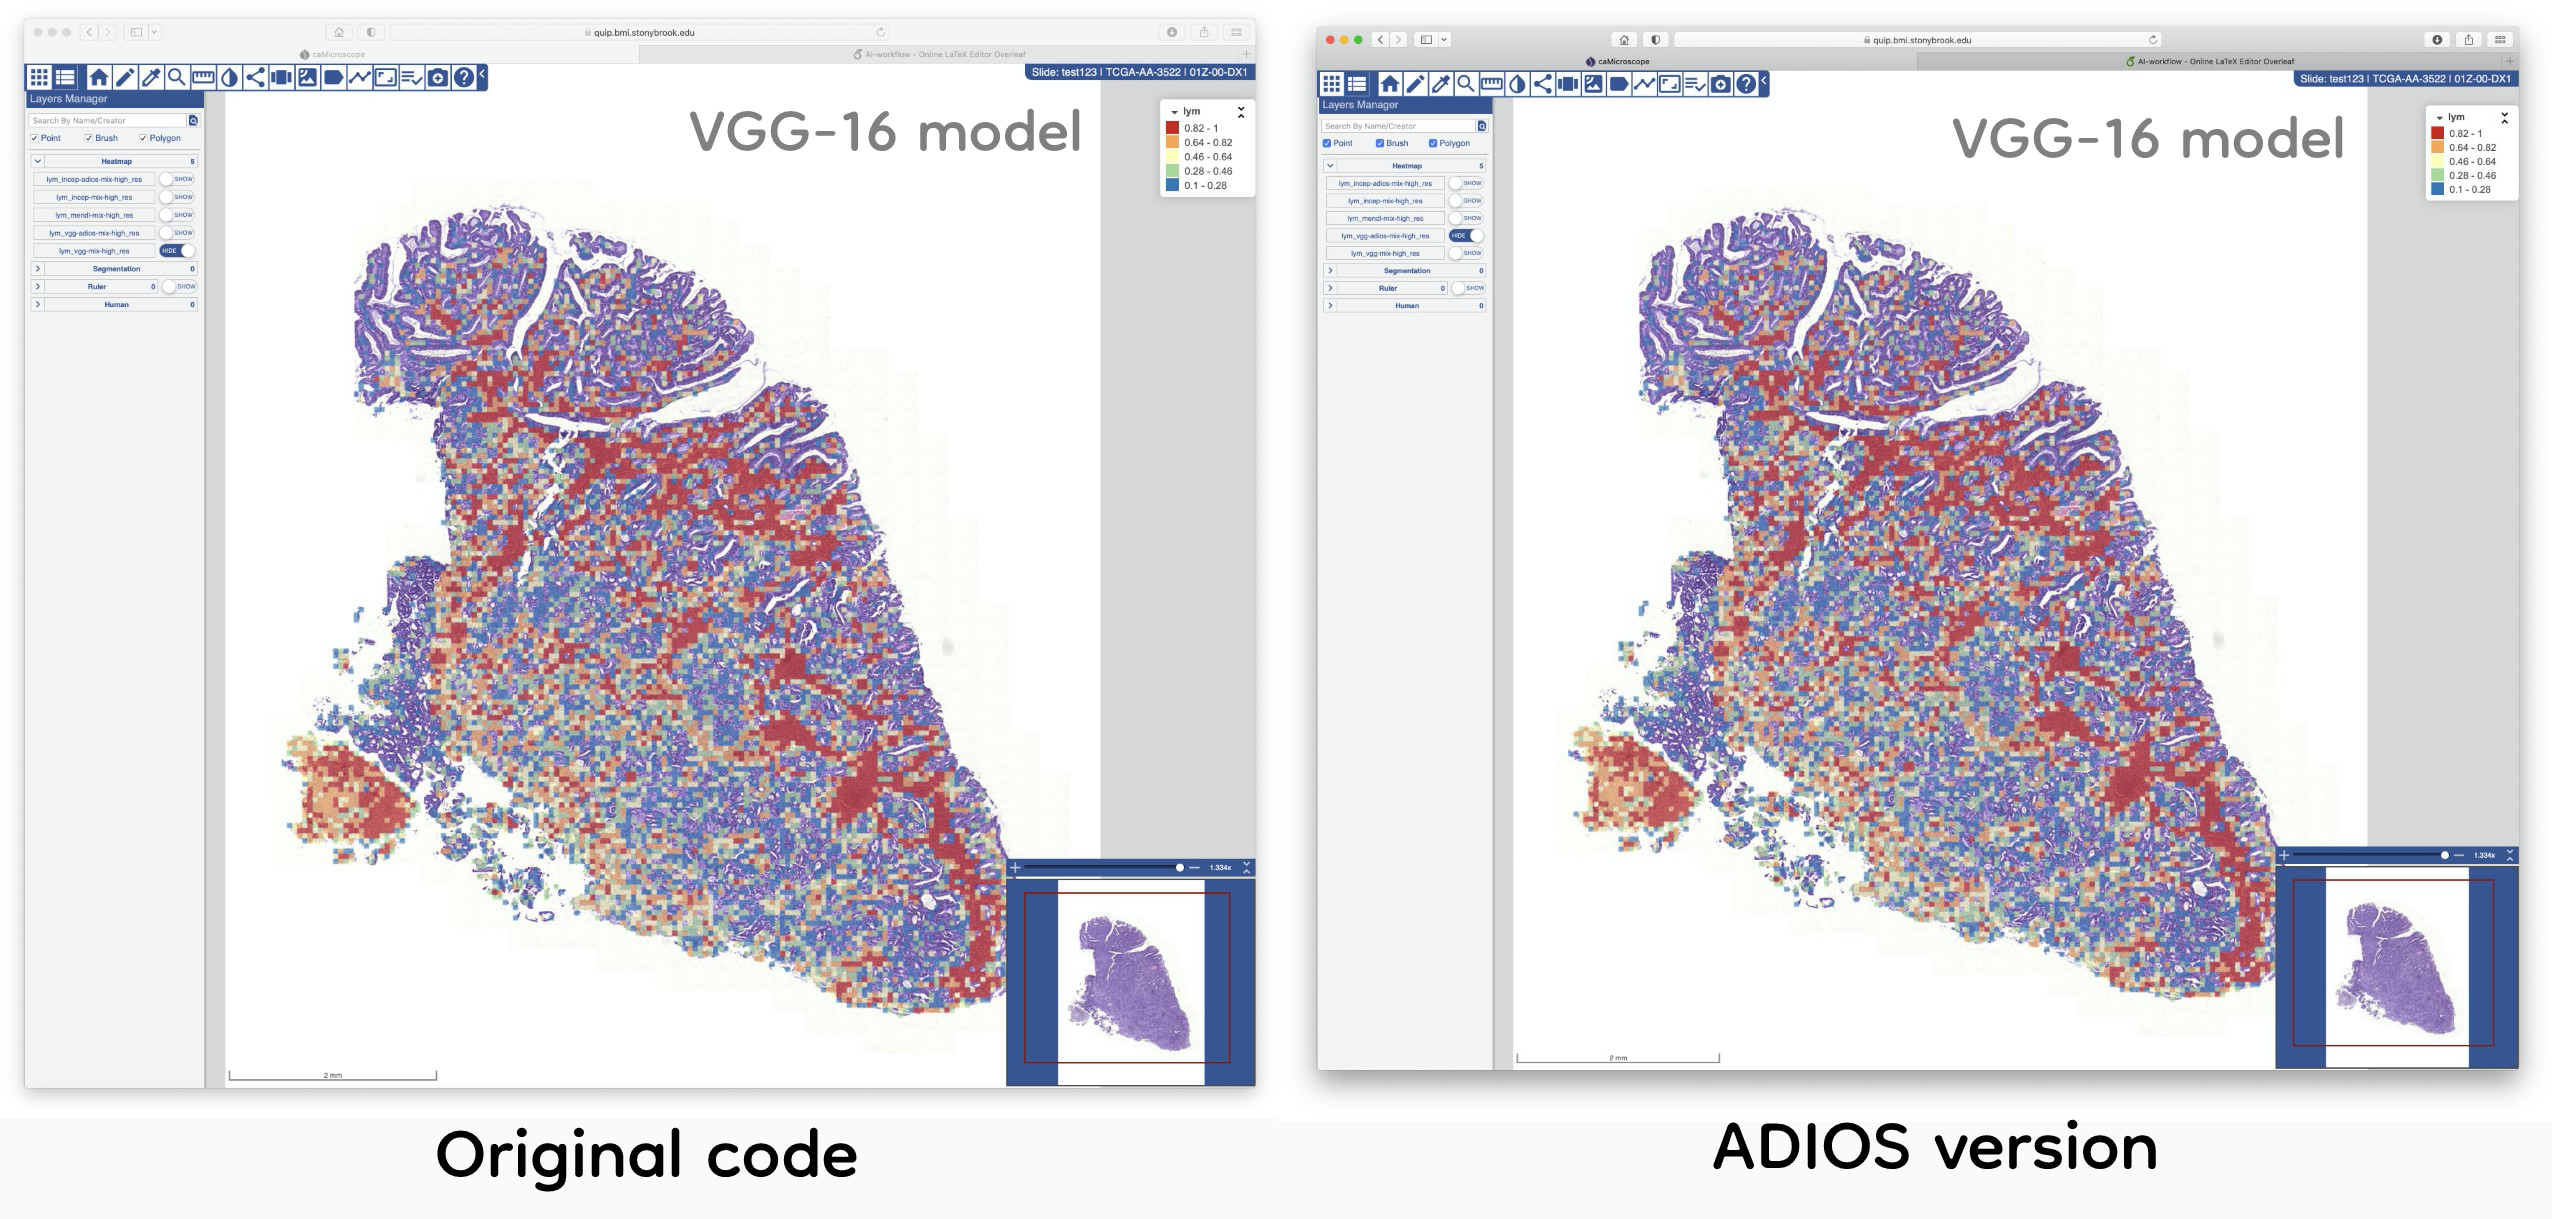 quip.bmi.stonybrook.edu
caMicroscope
AI-workflow - Online LaTeX Editor Overleaf
Slide: test123 | TCGA-AA-3522 | 01Z-00-DX1
Layers Manager
Search By Name/Creator
Point Brush Polygon
Heatmap 5
lym_incep-adios-mix-high_res SHOW
lym_incep-mix-high_res SHOW
lym_mendl-mix-high_res SHOW
lym_vgg-adios-mix-high_res SHOW
lym_vgg-mix-high_res HIDE
Segmentation 0
Ruler 0 SHOW
Human 0
VGG-16 model
lym
0.82 - 1
0.64 - 0.82
0.46 - 0.64
0.28 - 0.46
0.1 - 0.28
1.334x
2 mm
Original code
quip.bmi.stonybrook.edu
caMicroscope
AI-workflow - Online LaTeX Editor Overleaf
Slide: test123 | TCGA-AA-3522 | 01Z-00-DX1
Layers Manager
Search By Name/Creator
Point Brush Polygon
Heatmap 5
lym_incep-adios-mix-high_res SHOW
lym_incep-mix-high_res SHOW
lym_mendl-mix-high_res SHOW
lym_vgg-adios-mix-high_res HIDE
lym_vgg-mix-high_res SHOW
Segmentation 0
Ruler 0 SHOW
Human 0
VGG-16 model
lym
0.82 - 1
0.64 - 0.82
0.46 - 0.64
0.28 - 0.46
0.1 - 0.28
1.334x
2 mm
ADIOS version